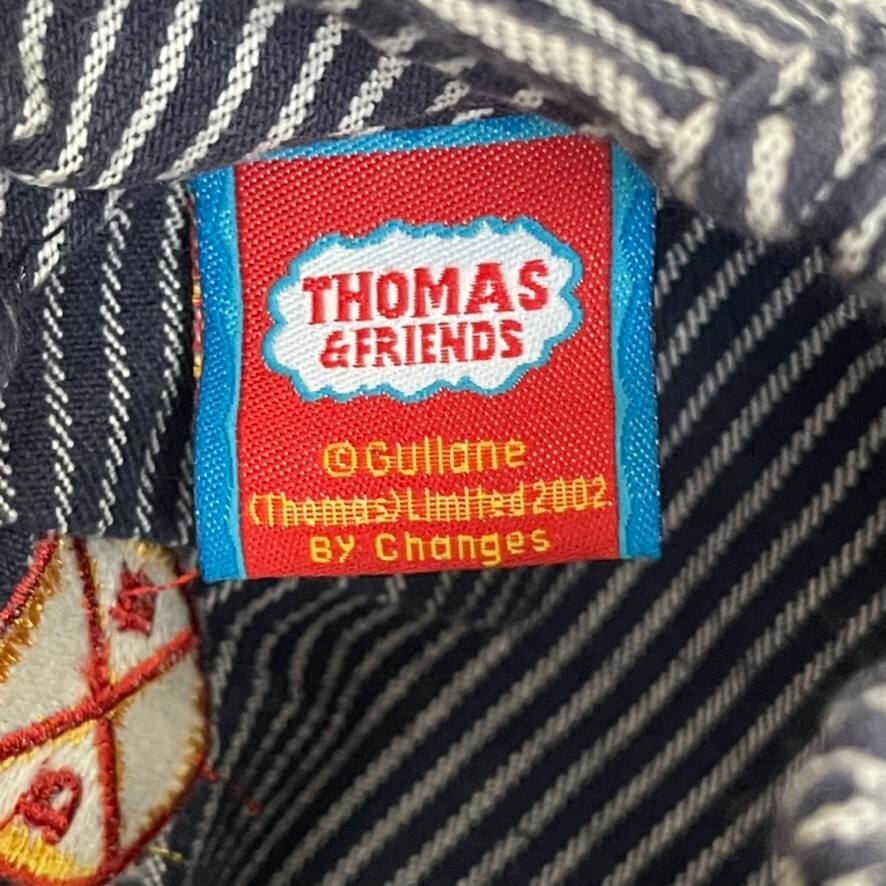 THOMAS
&FRIENDS
©Gullane
(Thomas)Limited 2002
BY Changes